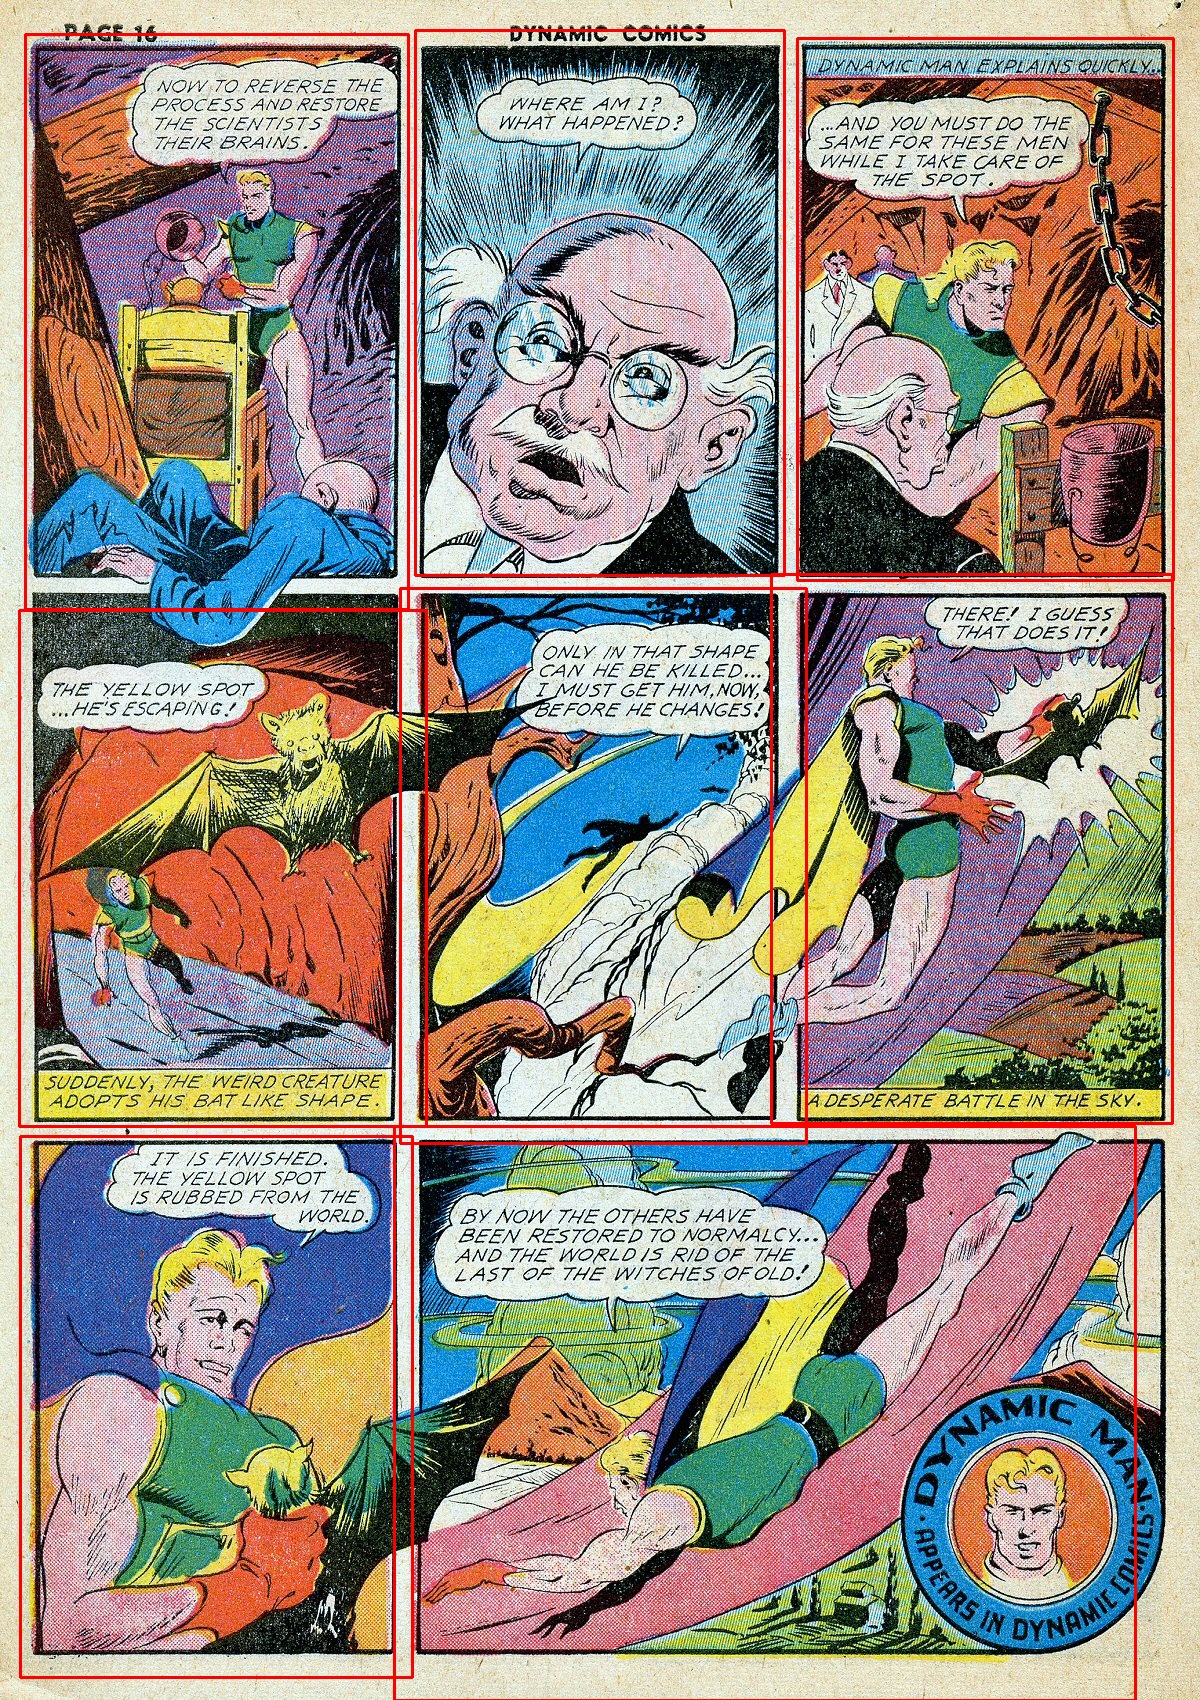 PAGE 16
DYNAMIC COMICS
NOW TO REVERSE THE
PROCESS AND RESTORE
THE SCIENTISTS
THEIR BRAINS.
WHERE AM I?
WHAT HAPPENED?
DYNAMIC MAN EXPLAINS QUICKLY...
...AND YOU MUST DO THE
SAME FOR THESE MEN
WHILE I TAKE CARE OF
THE SPOT.
THE YELLOW SPOT
...HE'S ESCAPING!
SUDDENLY, THE WEIRD CREATURE
ADOPTS HIS BAT LIKE SHAPE.
ONLY IN THAT SHAPE
CAN HE BE KILLED...
I MUST GET HIM, NOW,
BEFORE HE CHANGES!
THERE! I GUESS
THAT DOES IT!
A DESPERATE BATTLE IN THE SKY.
IT IS FINISHED.
THE YELLOW SPOT
IS RUBBED FROM THE
WORLD.
BY NOW THE OTHERS HAVE
BEEN RESTORED TO NORMALCY...
AND THE WORLD IS RID OF THE
LAST OF THE WITCHES OF OLD!
DYNAMIC MAN
APPEARS IN DYNAMIC COMICS